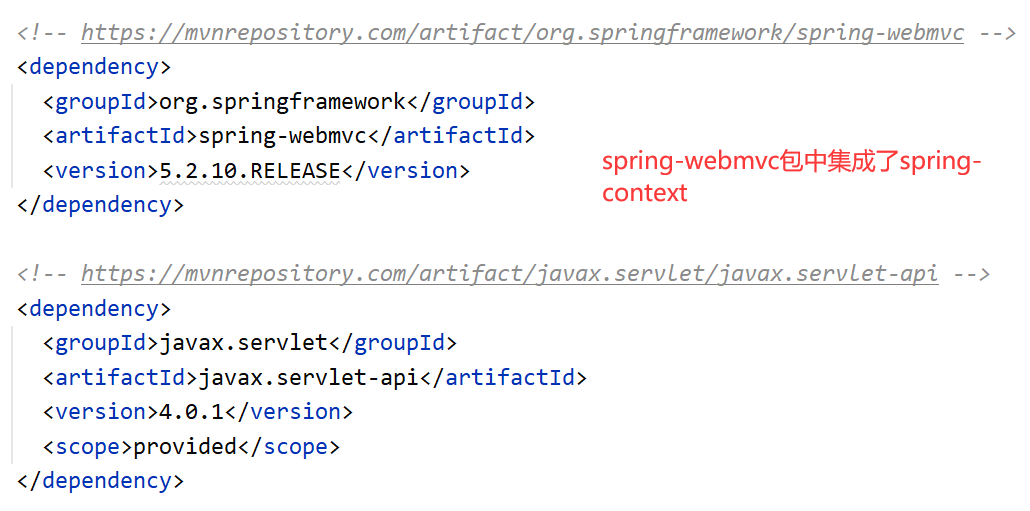 <!-- https://mvnrepository.com/artifact/org.springframework/spring-webmvc -->
<dependency>
  <groupId>org.springframework</groupId>
  <artifactId>spring-webmvc</artifactId>
  <version>5.2.10.RELEASE</version>
</dependency>
spring-webmvc包中集成了spring-
context
<!-- https://mvnrepository.com/artifact/javax.servlet/javax.servlet-api -->
<dependency>
  <groupId>javax.servlet</groupId>
  <artifactId>javax.servlet-api</artifactId>
  <version>4.0.1</version>
  <scope>provided</scope>
</dependency>